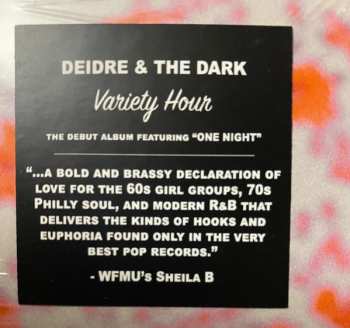 DEIDRE & THE DARK
Variety Hour
THE DEBUT ALBUM FEATURING “ONE NIGHT”
“...A BOLD AND BRASSY DECLARATION OF
LOVE FOR THE 60s GIRL GROUPS, 70s
PHILLY SOUL, AND MODERN R&B THAT
DELIVERS THE KINDS OF HOOKS AND
EUPHORIA FOUND ONLY IN THE VERY
BEST POP RECORDS.”
- WFMU’s SHEILA B